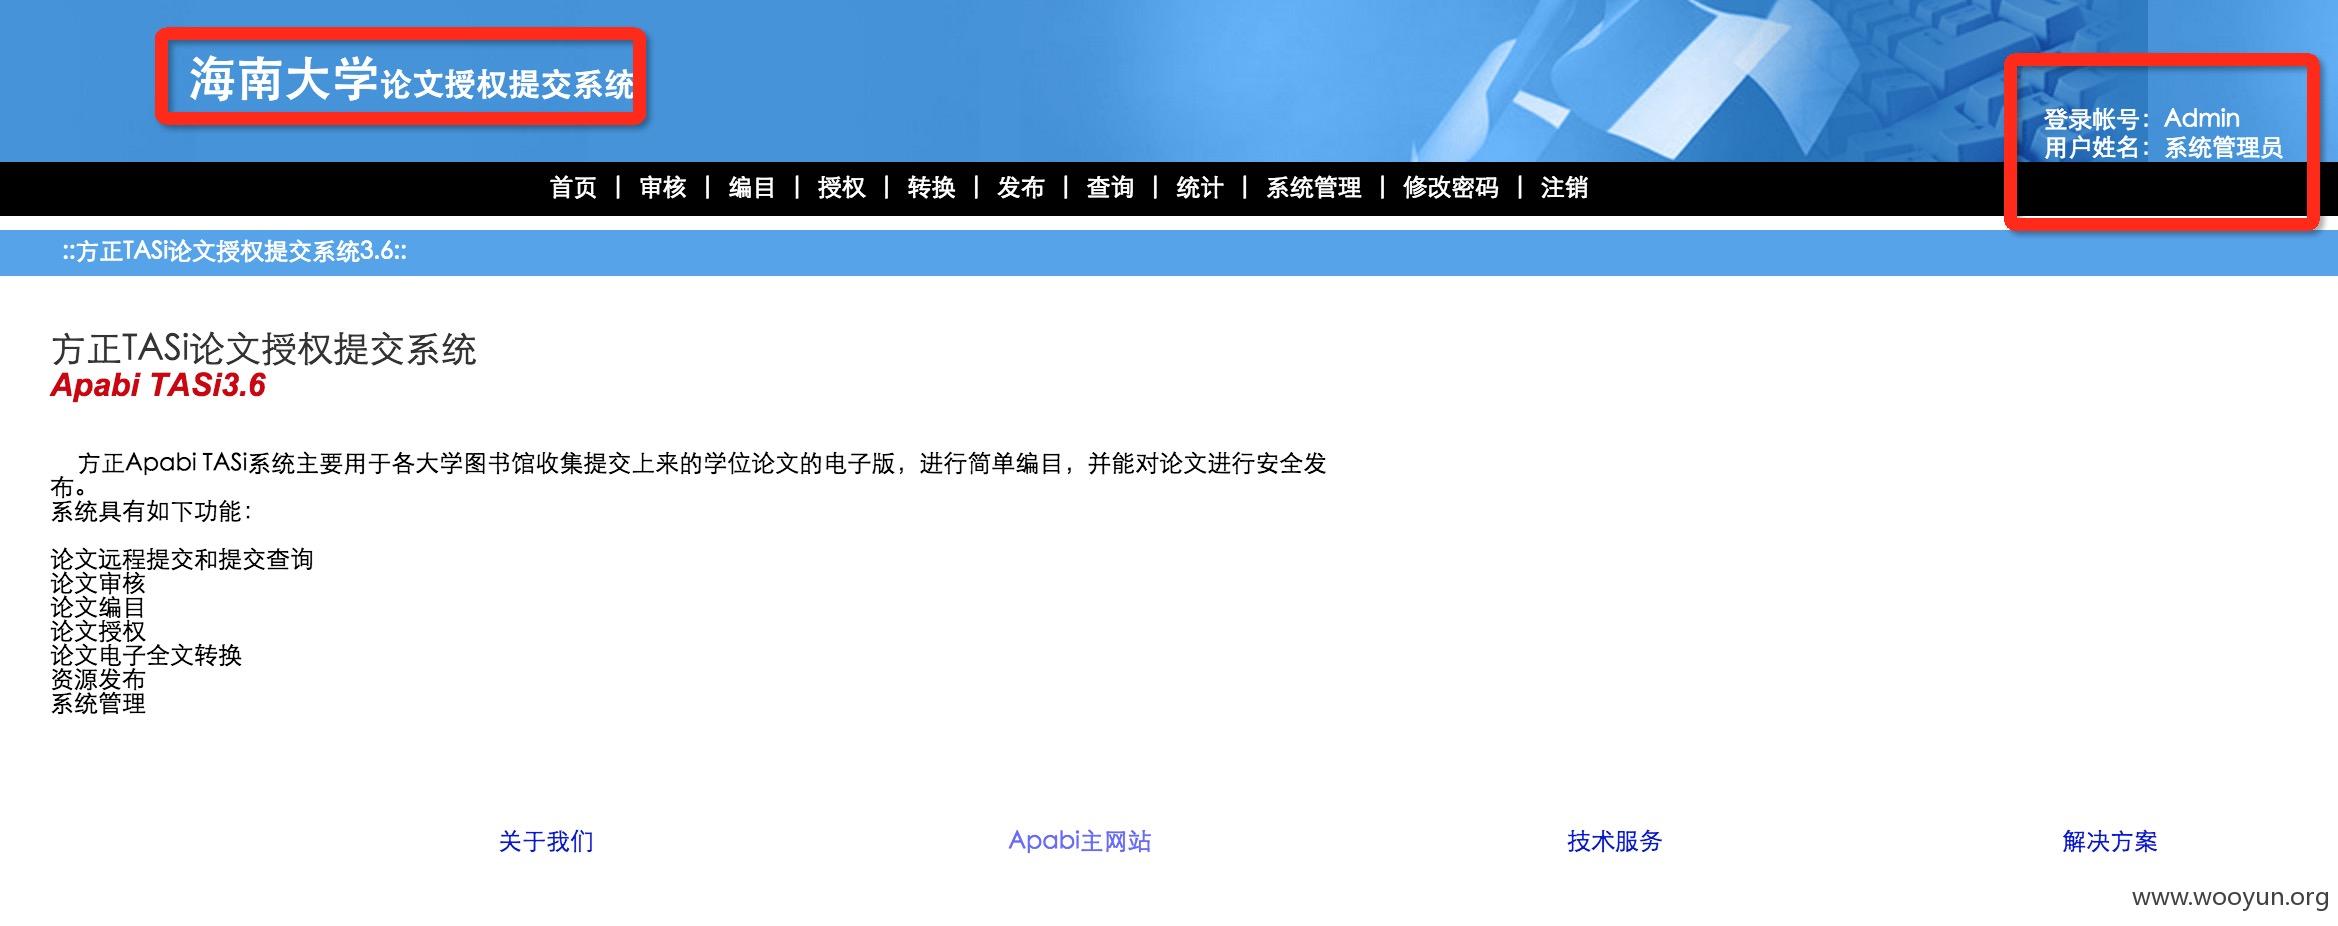 海南大学论文授权提交系统
登录帐号：Admin
用户姓名：系统管理员
首页 | 审核 | 编目 | 授权 | 转换 | 发布 | 查询 | 统计 | 系统管理 | 修改密码 | 注销
::方正TASi论文授权提交系统3.6::
方正TASi论文授权提交系统
Apabi TASi3.6
方正Apabi TASi系统主要用于各大学图书馆收集提交上来的学位论文的电子版，进行简单编目，并能对论文进行安全发
布。
系统具有如下功能：
论文远程提交和提交查询
论文审核
论文编目
论文授权
论文电子全文转换
资源发布
系统管理
关于我们 Apabi主网站 技术服务 解决方案
www.wooyun.org